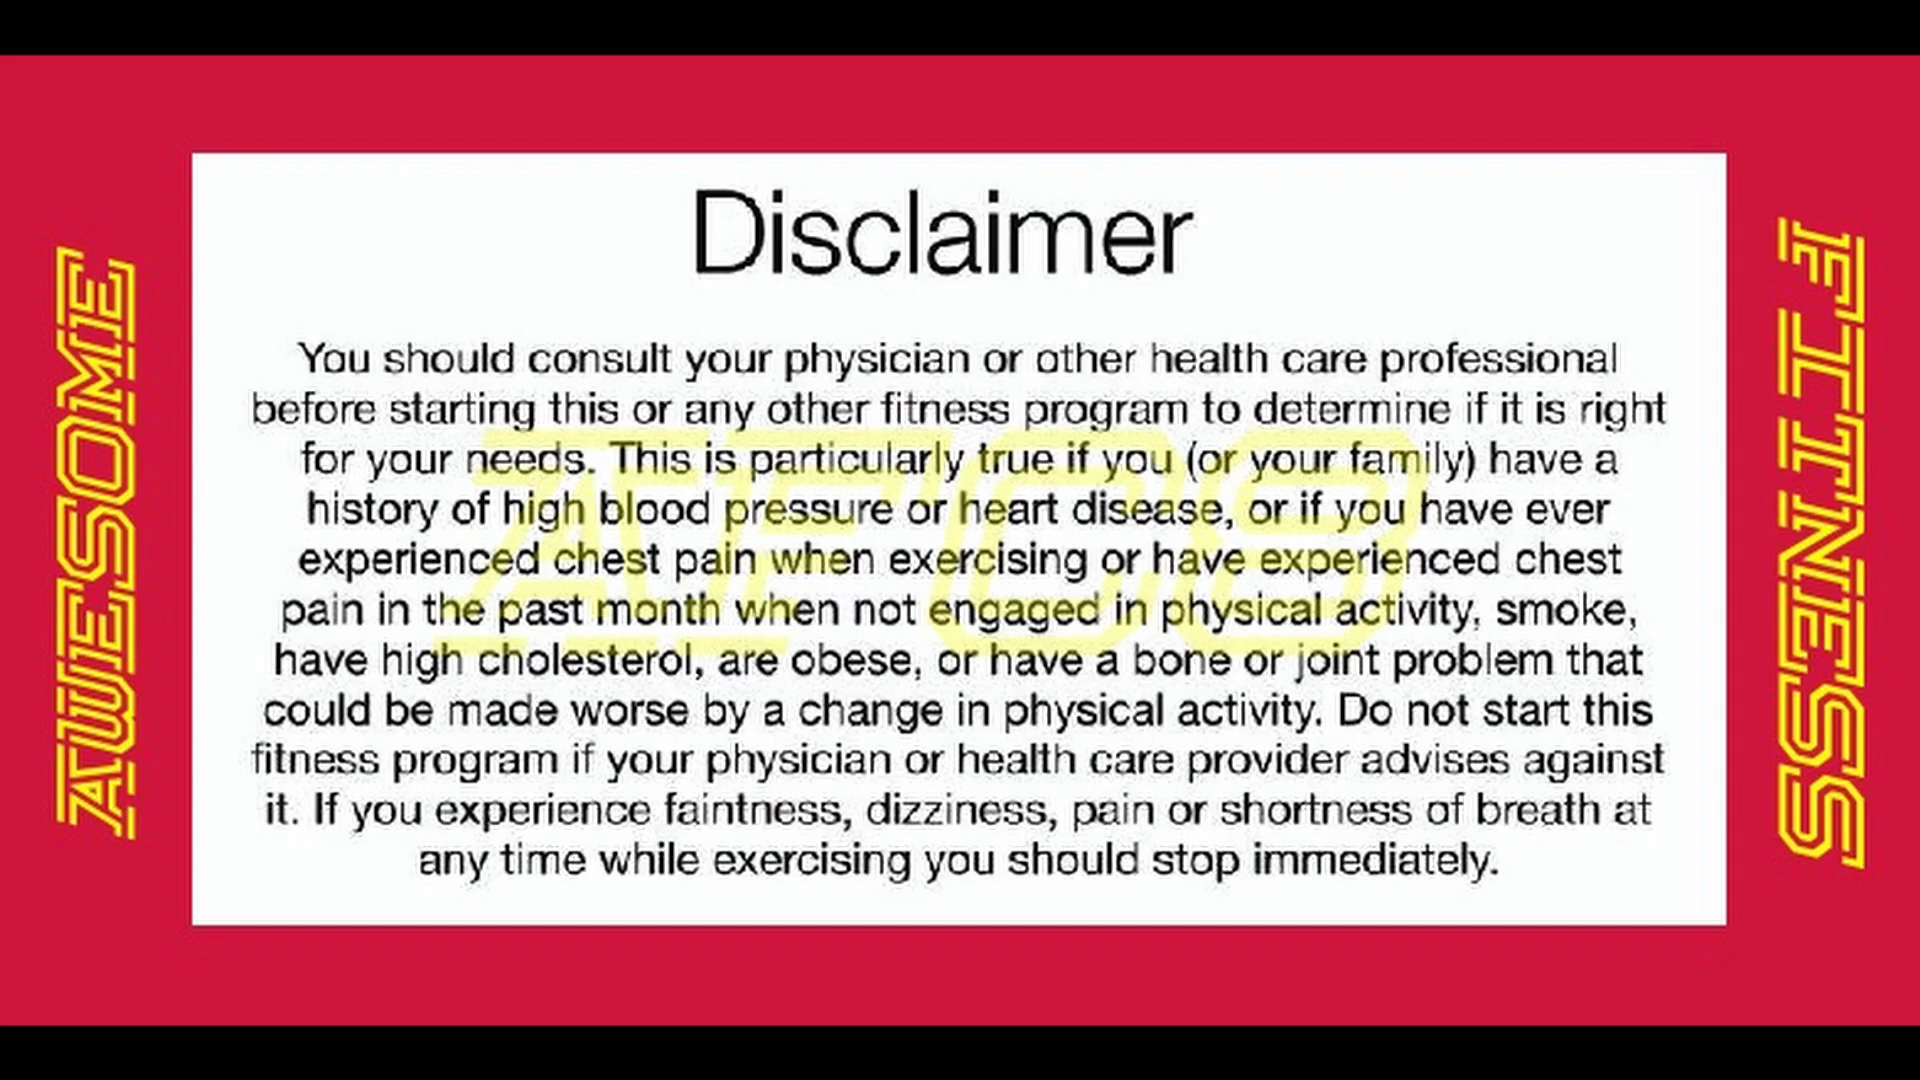 Disclaimer
You should consult your physician or other health care professional
before starting this or any other fitness program to determine if it is right
for your needs. This is particularly true if you (or your family) have a
history of high blood pressure or heart disease, or if you have ever
experienced chest pain when exercising or have experienced chest
pain in the past month when not engaged in physical activity, smoke,
have high cholesterol, are obese, or have a bone or joint problem that
could be made worse by a change in physical activity. Do not start this
fitness program if your physician or health care provider advises against
it. If you experience faintness, dizziness, pain or shortness of breath at
any time while exercising you should stop immediately.
AWESOME
FITNESS